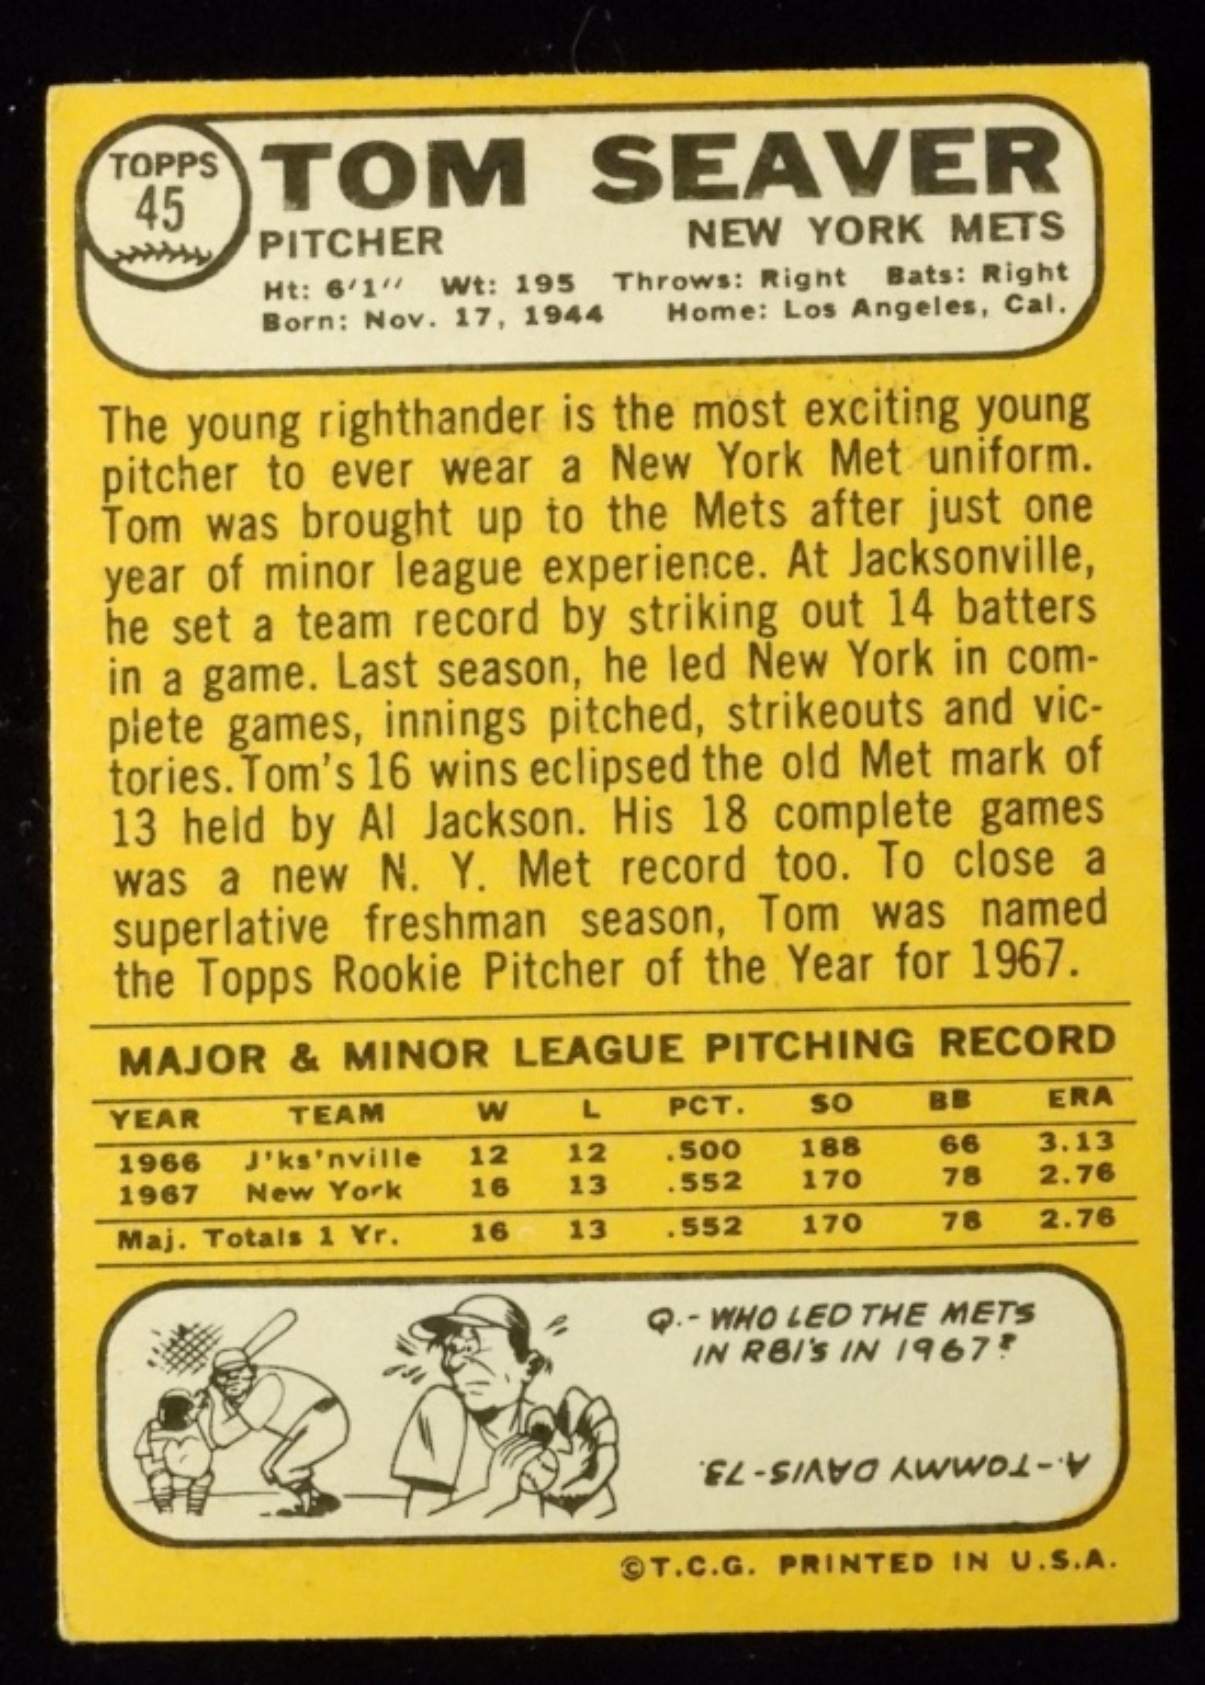 TOPPS
45
TOM SEAVER
PITCHER NEW YORK METS
Ht: 6'1" Wt: 195 Throws: Right Bats: Right
Born: Nov. 17, 1944 Home: Los Angeles, Cal.
The young righthander is the most exciting young
pitcher to ever wear a New York Met uniform.
Tom was brought up to the Mets after just one
year of minor league experience. At Jacksonville,
he set a team record by striking out 14 batters
in a game. Last season, he led New York in com-
plete games, innings pitched, strikeouts and vic-
tories. Tom's 16 wins eclipsed the old Met mark of
13 held by Al Jackson. His 18 complete games
was a new N. Y. Met record too. To close a
superlative freshman season, Tom was named
the Topps Rookie Pitcher of the Year for 1967.
MAJOR & MINOR LEAGUE PITCHING RECORD
YEAR TEAM W L PCT. SO BB ERA
1966 J'ks'nville 12 12 .500 188 66 3.13
1967 New York 16 13 .552 170 78 2.76
Maj. Totals 1 Yr. 16 13 .552 170 78 2.76
Q.-WHO LED THE METS
IN RBI'S IN 1967?
A.-TOMMY DAVIS-73.
©T.C.G. PRINTED IN U.S.A.